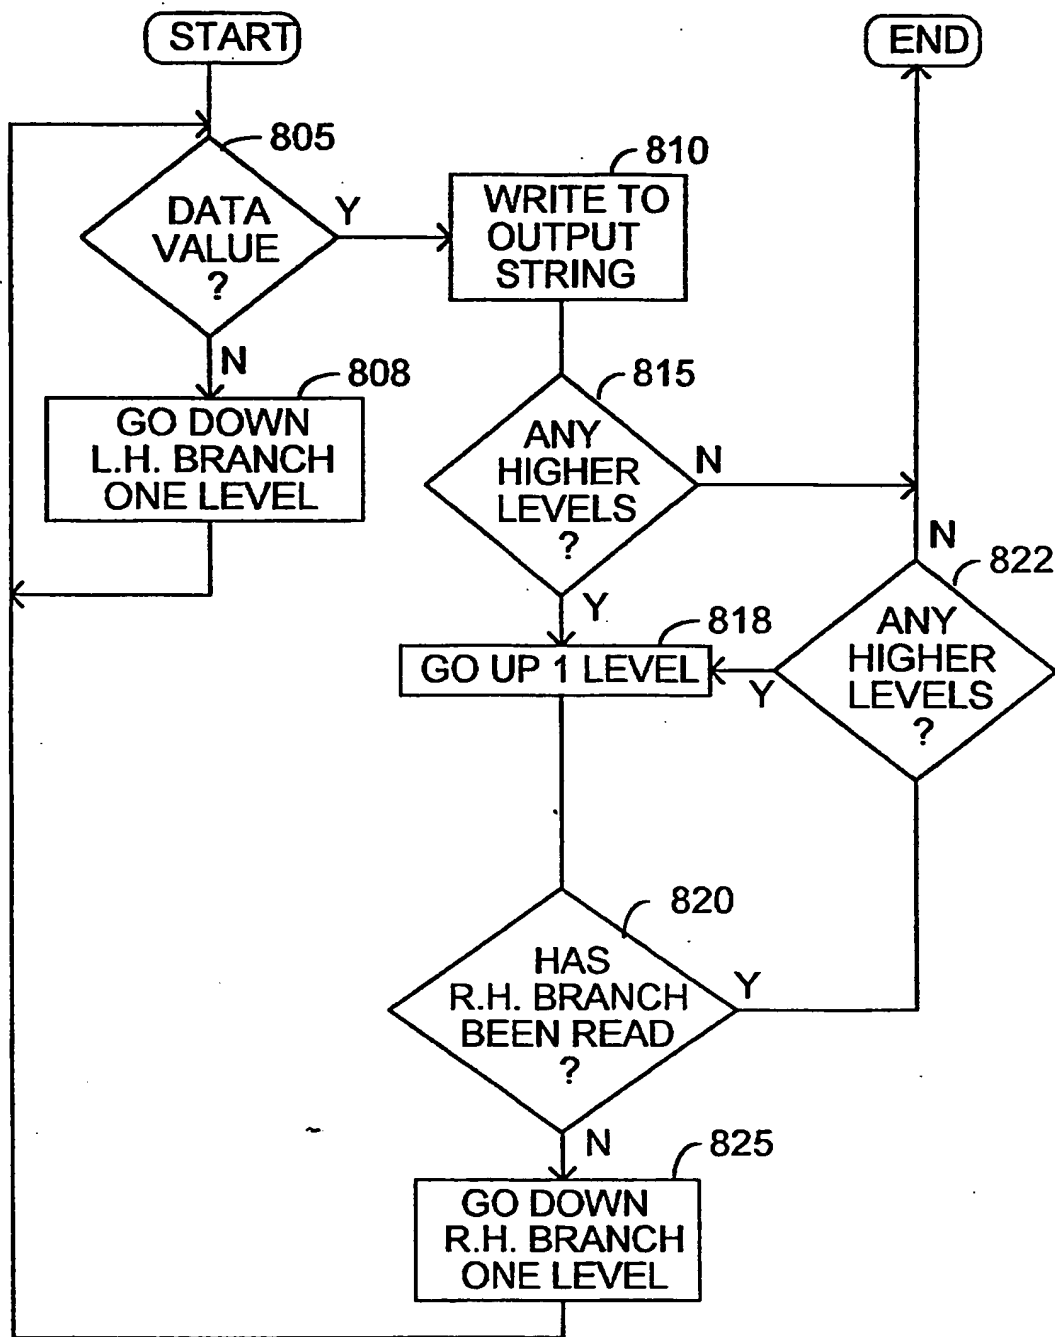 START
END
805
DATA
VALUE
?
Y
N
810
WRITE TO
OUTPUT
STRING
808
GO DOWN
L.H. BRANCH
ONE LEVEL
815
ANY
HIGHER
LEVELS
?
N
Y
818
GO UP 1 LEVEL
822
N
ANY
HIGHER
LEVELS
?
Y
820
HAS
R.H. BRANCH
BEEN READ
?
Y
N
825
GO DOWN
R.H. BRANCH
ONE LEVEL